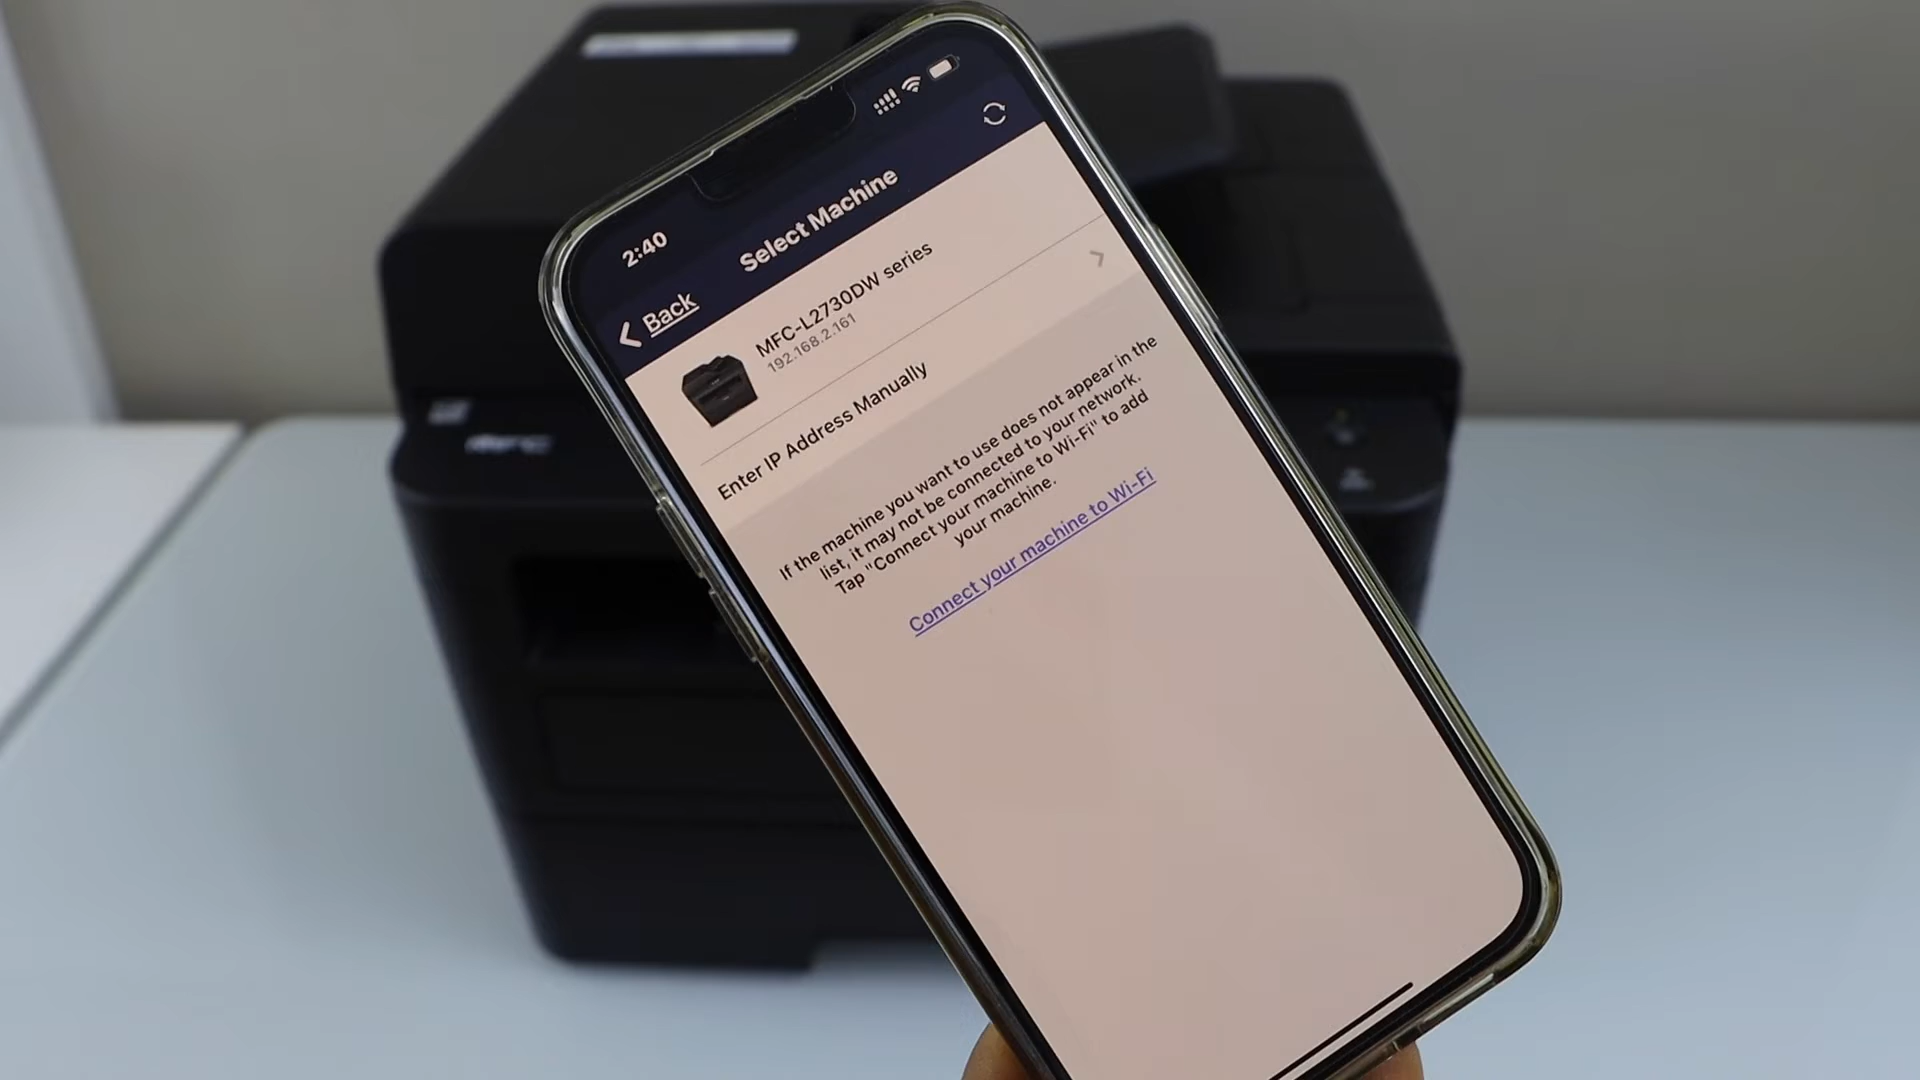 2:40
Back
Select Machine
MFC-L2730DW series
192.168.2.161
Enter IP Address Manually
If the machine you want to use does not appear in the
list, it may not be connected to your network.
Tap "Connect your machine to Wi-Fi" to add
your machine.
Connect your machine to Wi-Fi
MFC